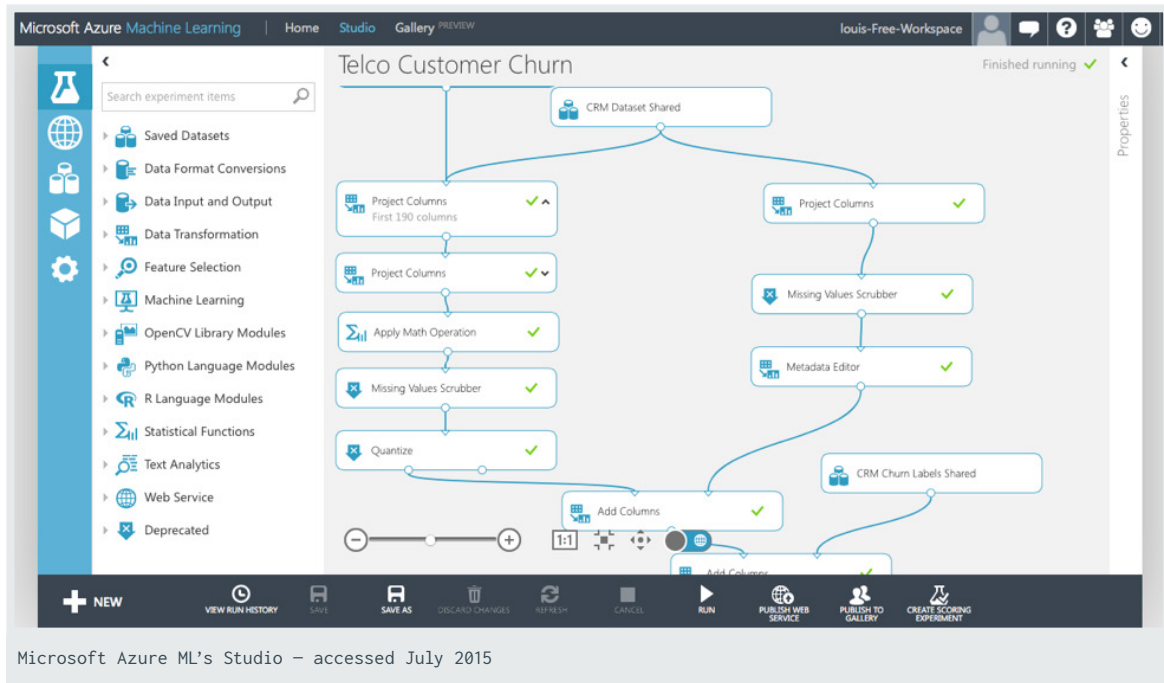 Microsoft Azure Machine Learning | Home Studio Gallery PREVIEW louis-Free-Workspace
Telco Customer Churn
Finished running
Search experiment items
Saved Datasets
Data Format Conversions
Data Input and Output
Data Transformation
Feature Selection
Machine Learning
OpenCV Library Modules
Python Language Modules
R Language Modules
Statistical Functions
Text Analytics
Web Service
Deprecated
CRM Dataset Shared
Project Columns
First 190 columns
Project Columns
Project Columns
Missing Values Scrubber
Apply Math Operation
Metadata Editor
Missing Values Scrubber
Quantize
CRM Churn Labels Shared
Add Columns
1:1
Add Columns
Properties
NEW
VIEW RUN HISTORY
SAVE
SAVE AS
DISCARD CHANGES
REFRESH
CANCEL
RUN
PUBLISH WEB
SERVICE
PUBLISH TO
GALLERY
CREATE SCORING
EXPERIMENT
Microsoft Azure ML's Studio – accessed July 2015